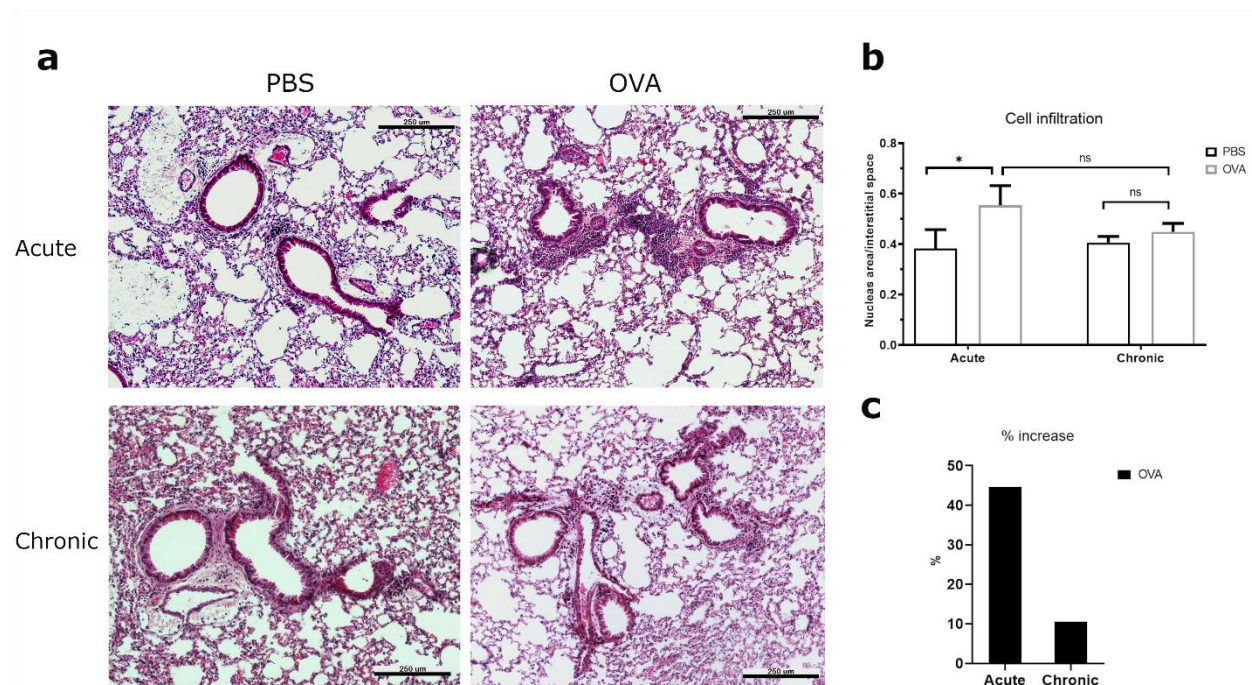 a
PBS
OVA
250 um
250 um
Acute
250 um
250 um
Chronic
b
Cell infiltration
PBS
OVA
*
ns
ns
Nucleas area/interstitial space
0.8
0.6
0.4
0.2
0.0
Acute
Chronic
c
% increase
OVA
%
50
40
30
20
10
0
Acute
Chronic